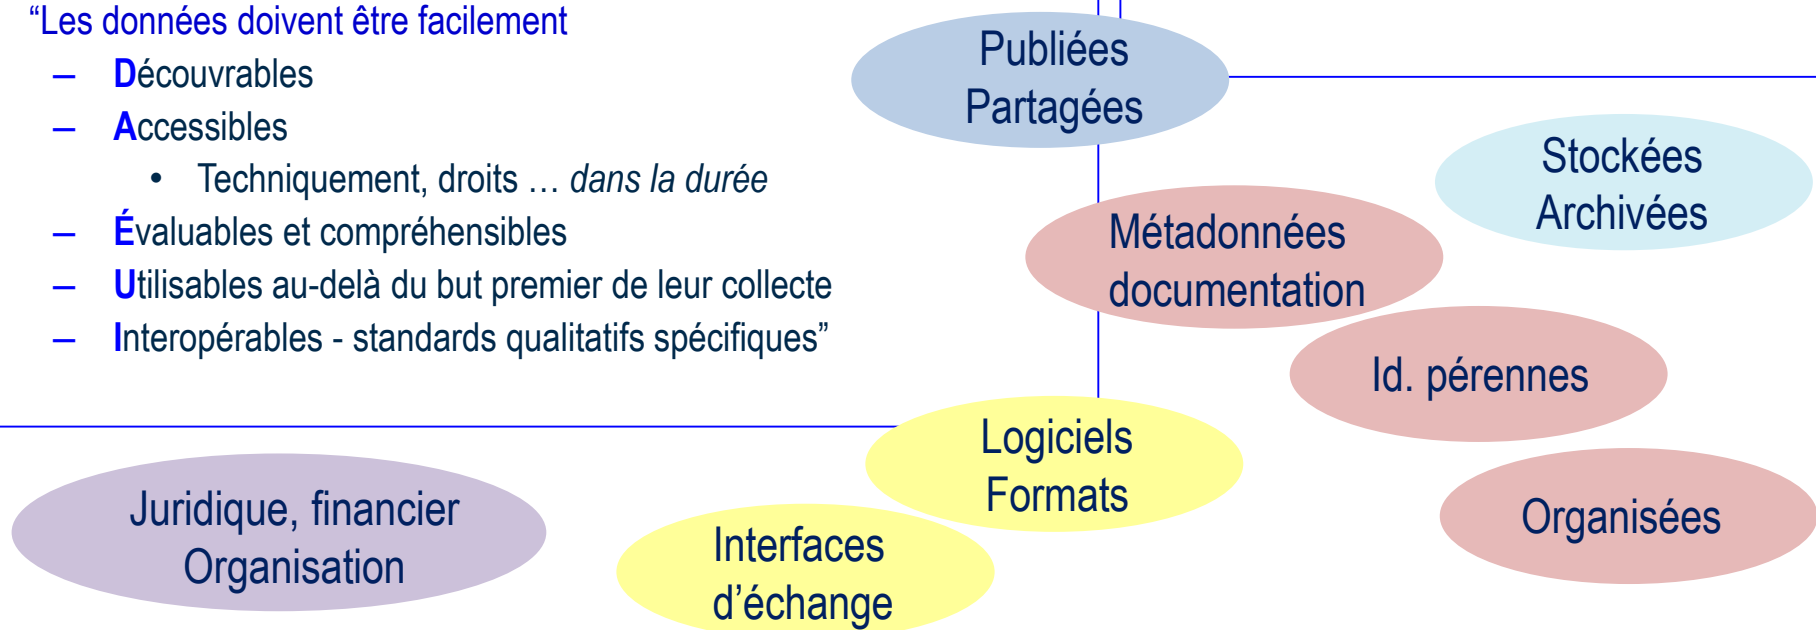 “Les données doivent être facilement
– Découvrables
– Accessibles
• Techniquement, droits … dans la durée
– Évaluables et compréhensibles
– Utilisables au-delà du but premier de leur collecte
– Interopérables - standards qualitatifs spécifiques”
Publiées
Partagées
Stockées
Archivées
Métadonnées
documentation
Id. pérennes
Logiciels
Formats
Organisées
Juridique, financier
Organisation
Interfaces
d’échange